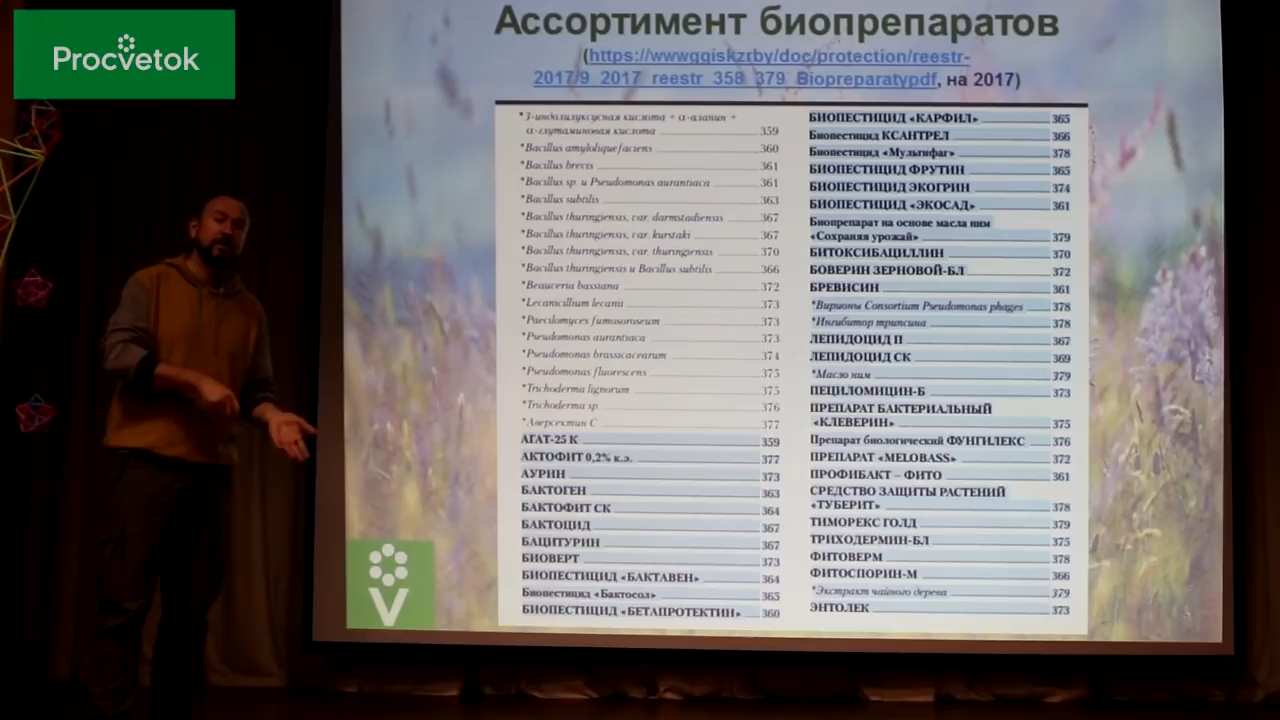 Procvetok
Ассортимент биопрепаратов
(https://wwwggiskzrby/doc/protection/reestr-
2017/9_2017_reestr_358_379_Biopreparatypdf, на 2017)
*3-индолилуксусная кислота + α-аланин +
α-глутаминовая кислота 359
*Bacillus amyloliquefaciens 360
*Bacillus brevis 361
*Bacillus sp. и Pseudomonas aurantiaca 361
*Bacillus subtilis 363
*Bacillus thuringiensis, var. darmstadiensis 367
*Bacillus thuringiensis, var. kurstaki 367
*Bacillus thuringiensis, var. thuringiensis 370
*Bacillus thuringiensis и Bacillus subtilis 366
*Beauveria bassiana 372
*Lecanicillium lecanii 373
*Paecilomyces fumosoroseum 373
*Pseudomonas aurantiaca 373
*Pseudomonas brassicacearum 374
*Pseudomonas fluorescens 375
*Trichoderma lignorum 375
*Trichoderma sp. 376
*Аверсектин С 377
АГАТ-25 К 359
АКТОФИТ 0,2% к.э. 377
АУРИН 373
БАКТОГЕН 363
БАКТОФИТ СК 364
БАКТОЦИД 367
БАЦИТУРИН 367
БИОВЕРТ 373
БИОПЕСТИЦИД «БАКТАВЕН» 364
Биопестицид «Бактосол» 365
БИОПЕСТИЦИД «БЕТАПРОТЕКТИН» 360
БИОПЕСТИЦИД «КАРФИЛ» 365
Биопестицид КСАНТРЕЛ 366
Биопестицид «Мультифаг» 378
БИОПЕСТИЦИД ФРУТИН 365
БИОПЕСТИЦИД ЭКОГРИН 374
БИОПЕСТИЦИД «ЭКОСАД» 361
Биопрепарат на основе масла ним
«Сохраняя урожай» 379
БИТОКСИБАЦИЛЛИН 370
БОВЕРИН ЗЕРНОВОЙ-БЛ 372
БРЕВИСИН 361
*Вирионы Consortium Pseudomonas phages 378
*Ингибитор трипсина 378
ЛЕПИДОЦИД П 367
ЛЕПИДОЦИД СК 369
*Масло ним 379
ПЕЦИЛОМИЦИН-Б 373
ПРЕПАРАТ БАКТЕРИАЛЬНЫЙ
«КЛЕВЕРИН» 375
Препарат биологический ФУНГИЛЕКС 376
ПРЕПАРАТ «MELOBASS» 372
ПРОФИБАКТ – ФИТО 361
СРЕДСТВО ЗАЩИТЫ РАСТЕНИЙ
«ТУБЕРИТ» 378
ТИМОРЕКС ГОЛД 379
ТРИХОДЕРМИН-БЛ 375
ФИТОВЕРМ 378
ФИТОСПОРИН-М 366
*Экстракт чайного дерева 379
ЭНТОЛЕК 373